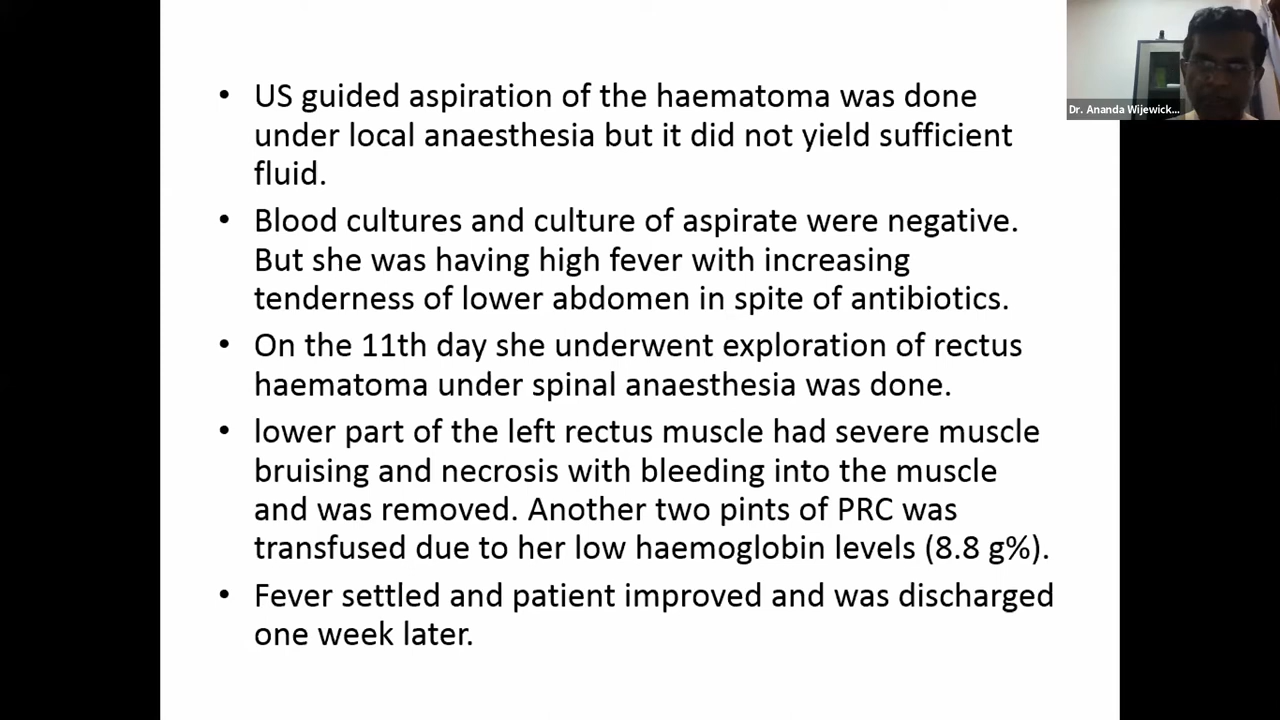 • US guided aspiration of the haematoma was done
under local anaesthesia but it did not yield sufficient
fluid.
• Blood cultures and culture of aspirate were negative.
But she was having high fever with increasing
tenderness of lower abdomen in spite of antibiotics.
• On the 11th day she underwent exploration of rectus
haematoma under spinal anaesthesia was done.
• lower part of the left rectus muscle had severe muscle
bruising and necrosis with bleeding into the muscle
and was removed. Another two pints of PRC was
transfused due to her low haemoglobin levels (8.8 g%).
• Fever settled and patient improved and was discharged
one week later.
Dr. Ananda Wijewick...